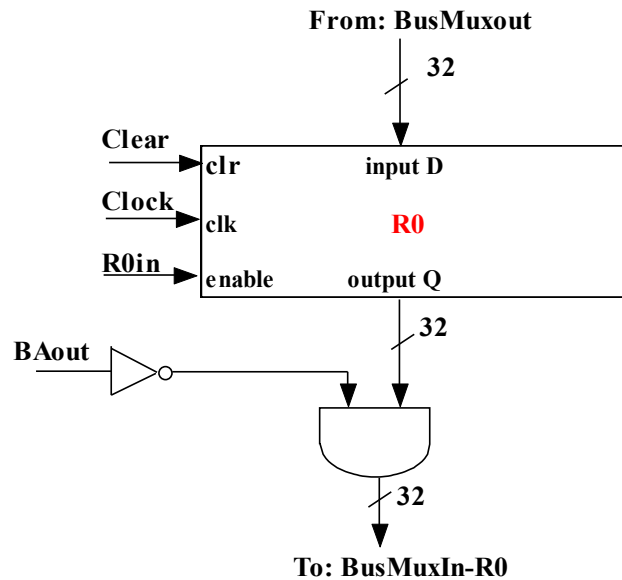 From: BusMuxout
32
Clear
clr
input D
Clock
clk
R0
R0in
enable
output Q
32
BAout
32
To: BusMuxIn-R0